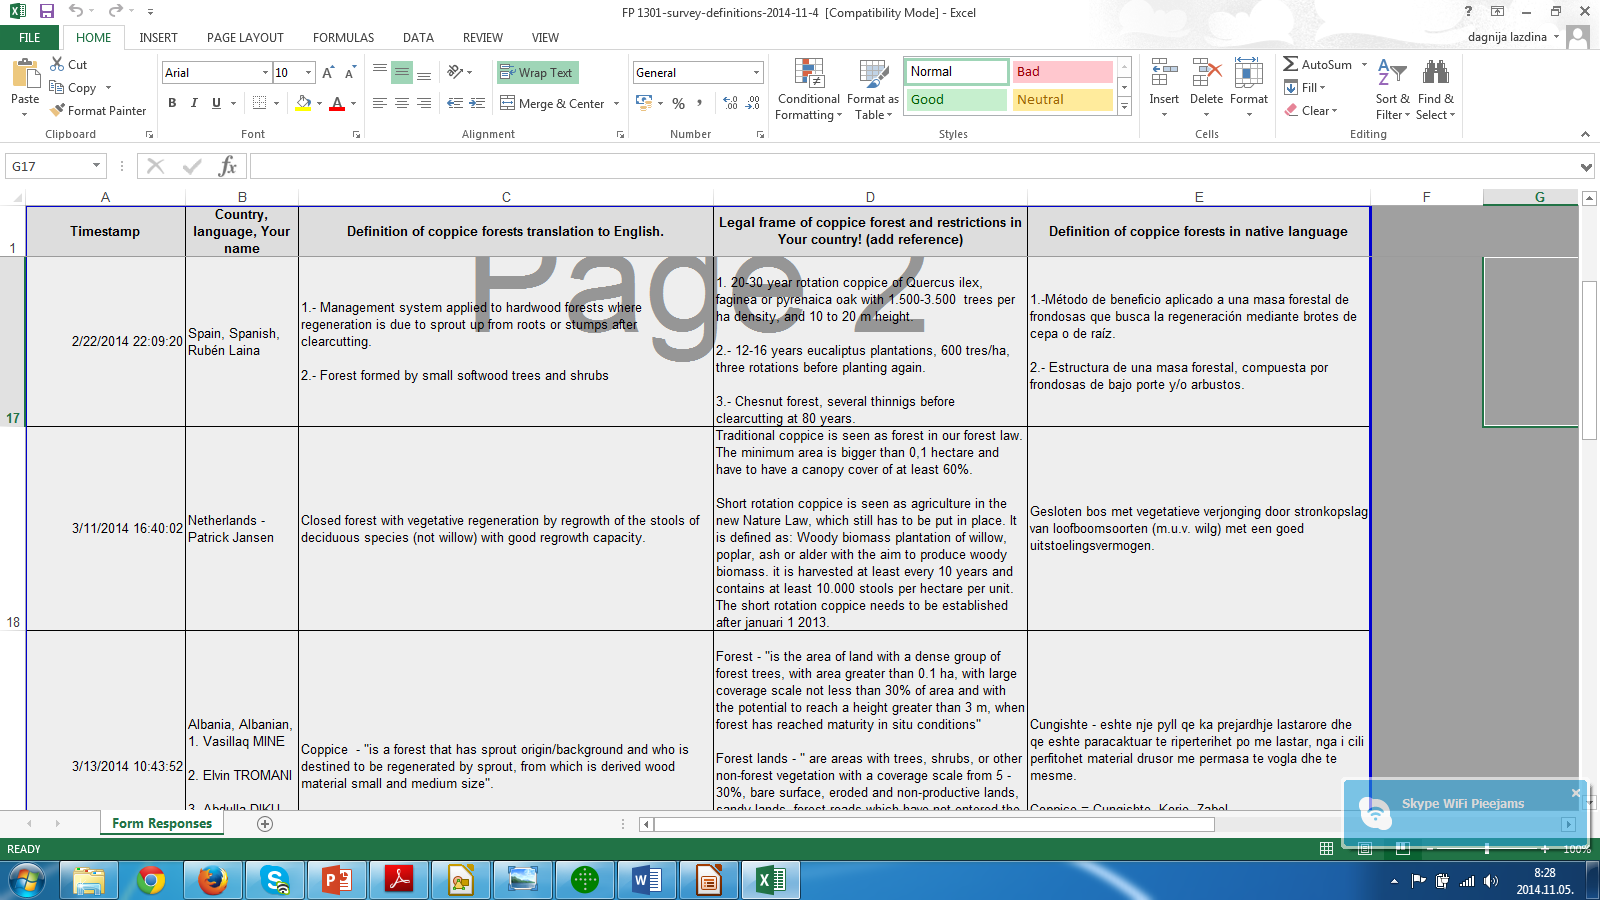 FP 1301-survey-definitions-2014-11-4  [Compatibility Mode] - Excel
?
FILE
HOME
INSERT
PAGE LAYOUT
FORMULAS
DATA
REVIEW
VIEW
dagnija lazdina
Paste
Cut
Copy
Format Painter
Clipboard
Arial
10
B I U
Font
Wrap Text
Merge & Center
Alignment
General
%
Number
Conditional
Formatting
Format as
Table
Normal
Bad
Good
Neutral
Styles
Insert
Delete
Format
Cells
AutoSum
Fill
Clear
Sort &
Filter
Find &
Select
Editing
G17
fx
A
B
C
D
E
F
G
1
Timestamp
Country,
language, Your
name
Definition of coppice forests translation to English.
Legal frame of coppice forest and restrictions in
Your country! (add reference)
Definition of coppice forests in native language
Page 2
17
2/22/2014 22:09:20
Spain, Spanish,
Rubén Laina
1.- Management system applied to hardwood forests where
regeneration is due to sprout up from roots or stumps after
clearcutting.
2.- Forest formed by small softwood trees and shrubs
1. 20-30 year rotation coppice of Quercus ilex,
faginea or pyrenaica oak with 1.500-3.500  trees per
ha density, and 10 to 20 m height.
2.- 12-16 years eucaliptus plantations, 600 tres/ha,
three rotations before planting again.
3.- Chesnut forest, several thinnigs before
clearcutting at 80 years.
1.-Método de beneficio aplicado a una masa forestal de
frondosas que busca la regeneración mediante brotes de
cepa o de raíz.
2.- Estructura de una masa forestal, compuesta por
frondosas de bajo porte y/o arbustos.
18
3/11/2014 16:40:02
Netherlands -
Patrick Jansen
Closed forest with vegetative regeneration by regrowth of the stools of
deciduous species (not willow) with good regrowth capacity.
Traditional coppice is seen as forest in our forest law.
The minimum area is bigger than 0,1 hectare and
have to have a canopy cover of at least 60%.
Short rotation coppice is seen as agriculture in the
new Nature Law, which still has to be put in place. It
is defined as: Woody biomass plantation of willow,
poplar, ash or alder with the aim to produce woody
biomass. it is harvested at least every 10 years and
contains at least 10.000 stools per hectare per unit.
The short rotation coppice needs to be established
after januari 1 2013.
Gesloten bos met vegetatieve verjonging door stronkopslag
van loofboomsoorten (m.u.v. wilg) met een goed
uitstoelingsvermogen.
3/13/2014 10:43:52
Albania, Albanian,
1. Vasillaq MINE
2. Elvin TROMANI
3. Abdulla DIKU
Coppice  - "is a forest that has sprout origin/background and who is
destined to be regenerated by sprout, from which is derived wood
material small and medium size".
Forest - "is the area of land with a dense group of
forest trees, with area greater than 0.1 ha, with large
coverage scale not less than 30% of area and with
the potential to reach a height greater than 3 m, when
forest has reached maturity in situ conditions"
Forest lands - " are areas with trees, shrubs, or other
non-forest vegetation with a coverage scale from 5 -
30%, bare surface, eroded and non-productive lands,
sandy lands, forest roads which have not entered the
Cungishte - eshte nje pyll qe ka prejardhje lastarore dhe
qe eshte paracaktuar te riperterihet po me lastar, nga i cili
perfitohet material drusor me permasa te vogla dhe te
mesme.
Coppice = Cungishte, Korie, Zabel
Skype WiFi Pieejams
Form Responses
READY
100%
8:28
2014.11.05.